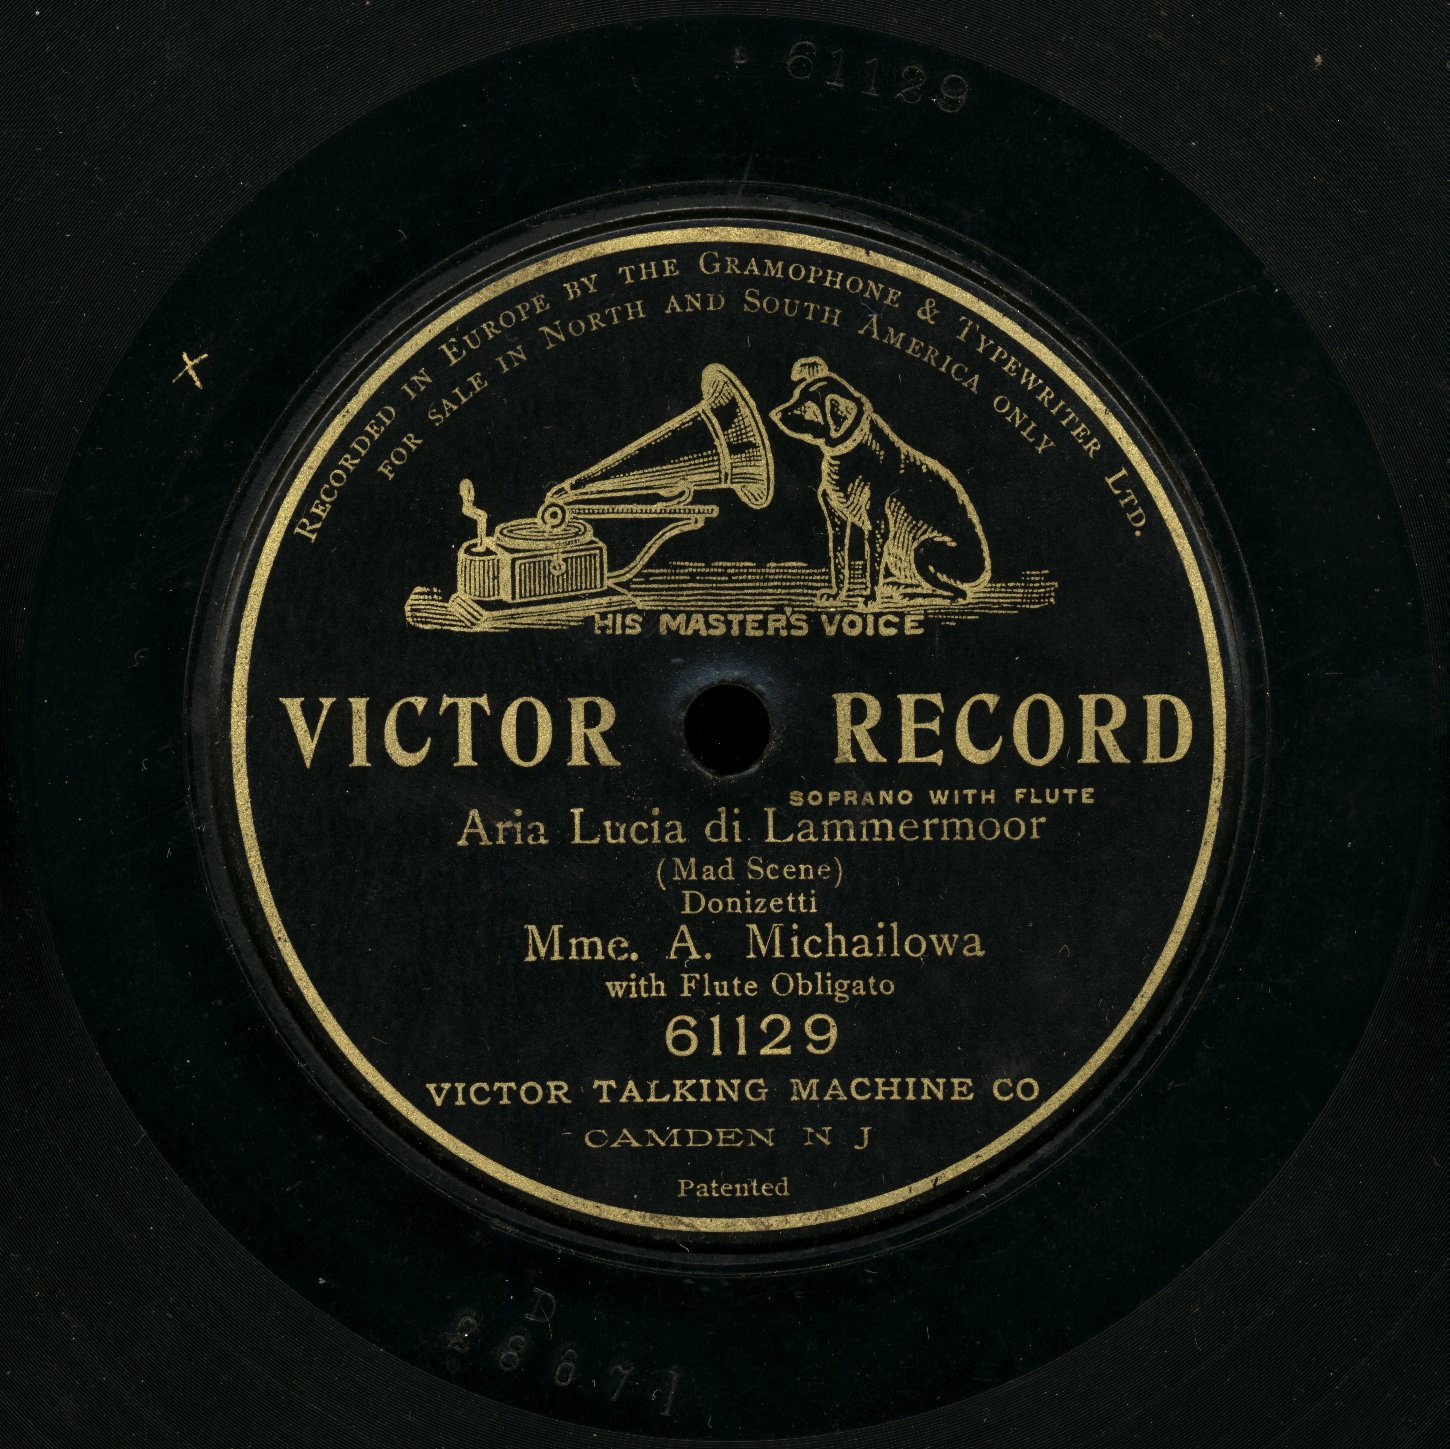 61129
RECORDED IN EUROPE BY THE GRAMOPHONE & TYPEWRITER LTD.
FOR SALE IN NORTH AND SOUTH AMERICA ONLY
HIS MASTER'S VOICE
VICTOR RECORD
SOPRANO WITH FLUTE
Aria Lucia di Lammermoor
(Mad Scene)
Donizetti
Mme. A. Michailowa
with Flute Obligato
61129
VICTOR TALKING MACHINE CO
CAMDEN N J
Patented
D
28671